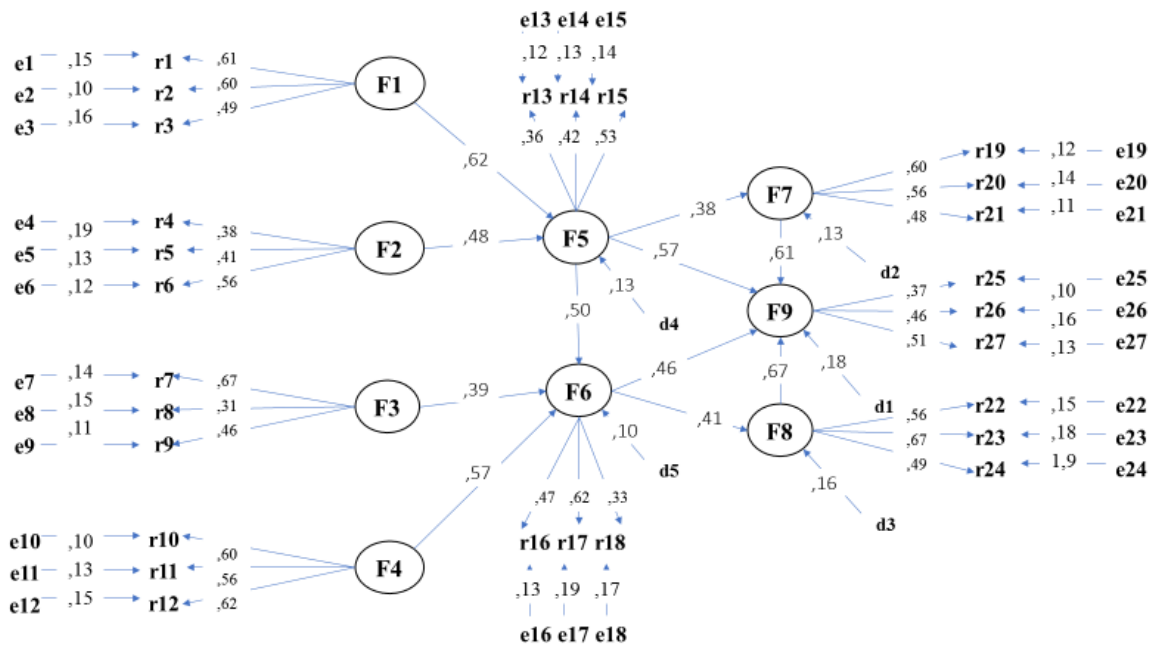 e13 e14 e15
,12 ,13 ,14
r13 r14 r15
,36 ,42 ,53
e1 ,15 r1 ,61
e2 ,10 r2 ,60
e3 ,16 r3 ,49
F1
,62
e4 ,19 r4 ,38
e5 ,13 r5 ,41
e6 ,12 r6 ,56
F2
,48
F5
,13
d4
,50
e7 ,14 r7 ,67
e8 ,15 r8 ,31
e9 ,11 r9 ,46
F3
,39
F6
,10
d5
,57
e10 ,10 r10 ,60
e11 ,13 r11 ,56
e12 ,15 r12 ,62
F4
,47 ,62 ,33
r16 r17 r18
,13 ,19 ,17
e16 e17 e18
,38
F7
,13
d2
,60 r19 ,12 e19
,56 r20 ,14 e20
,48 r21 ,11 e21
,57
,61
F9
,18
d1
,37 r25 ,10 e25
,46 r26 ,16 e26
,51 r27 ,13 e27
,46
,67
,41
F8
,16
d3
,56 r22 ,15 e22
,67 r23 ,18 e23
,49 r24 1,9 e24